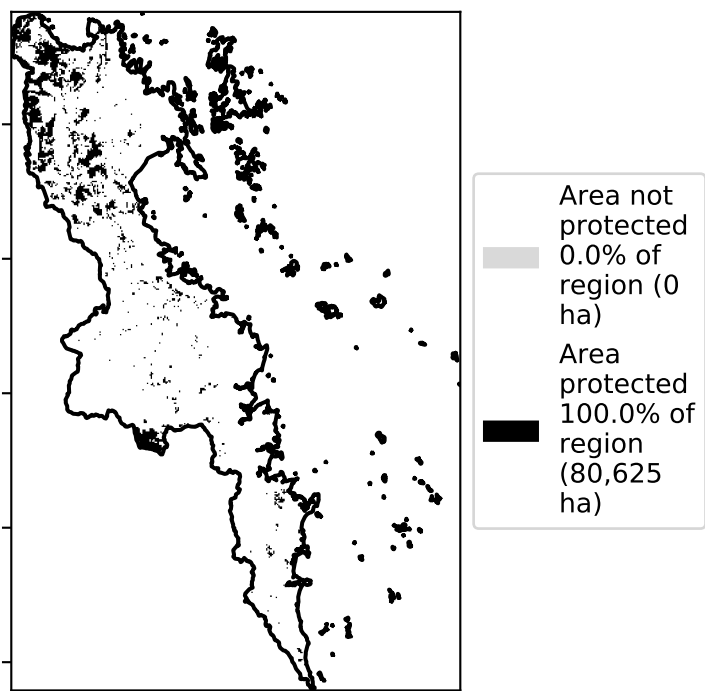 Area not
protected
0.0% of
region (0
ha)
Area
protected
100.0% of
region
(80,625
ha)